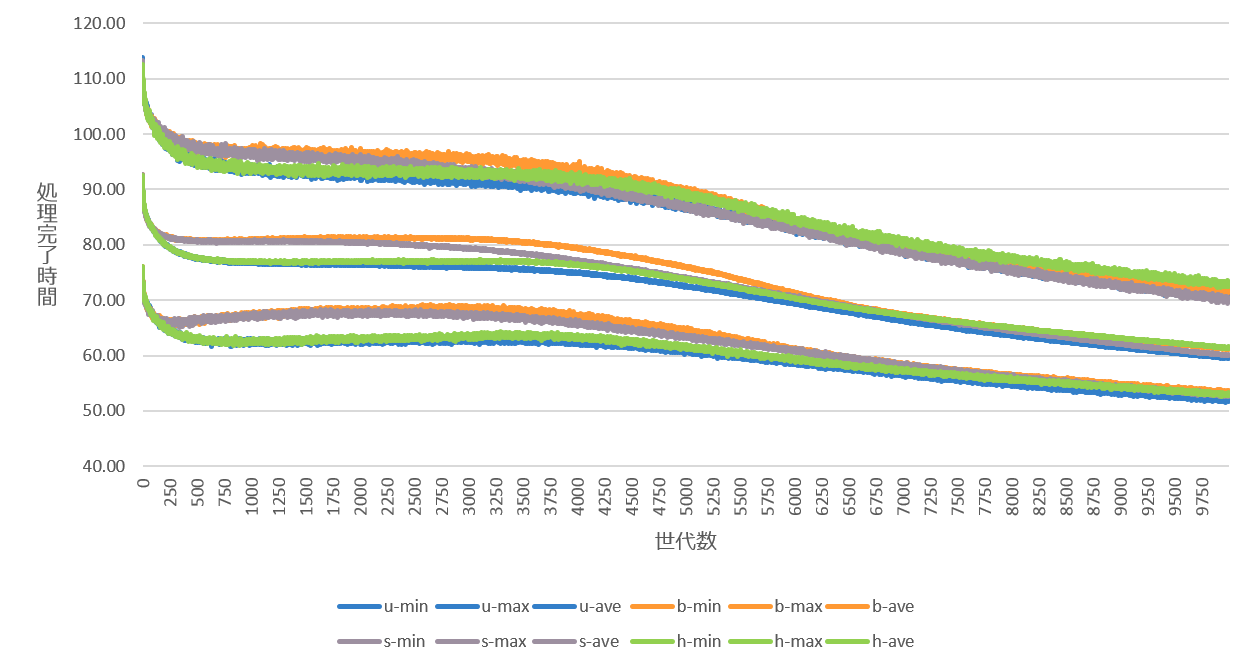 120.00
110.00
100.00
90.00
80.00
70.00
60.00
50.00
40.00
処理完了時間
0 250 500 750 1000 1250 1500 1750 2000 2250 2500 2750 3000 3250 3500 3750 4000 4250 4500 4750 5000 5250 5500 5750 6000 6250 6500 6750 7000 7250 7500 7750 8000 8250 8500 8750 9000 9250 9500 9750
世代数
u-min u-max u-ave b-min b-max b-ave
s-min s-max s-ave h-min h-max h-ave